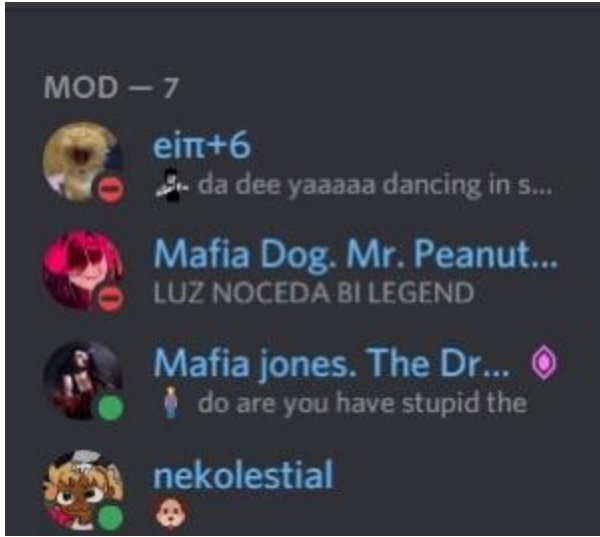 MOD — 7
eiπ+6
da dee yaaaaa dancing in s...
Mafia Dog. Mr. Peanut...
LUZ NOCEDA BI LEGEND
Mafia jones. The Dr...
do are you have stupid the
nekolestial